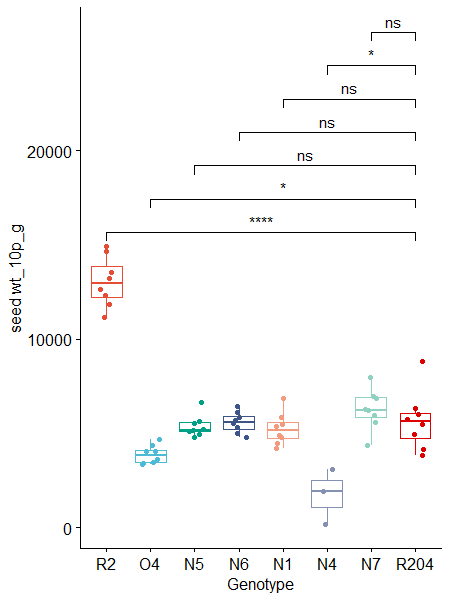 ns
*
ns
ns
ns
*
****
20000
10000
0
seed wt_10p_g
R2 O4 N5 N6 N1 N4 N7 R204
Genotype